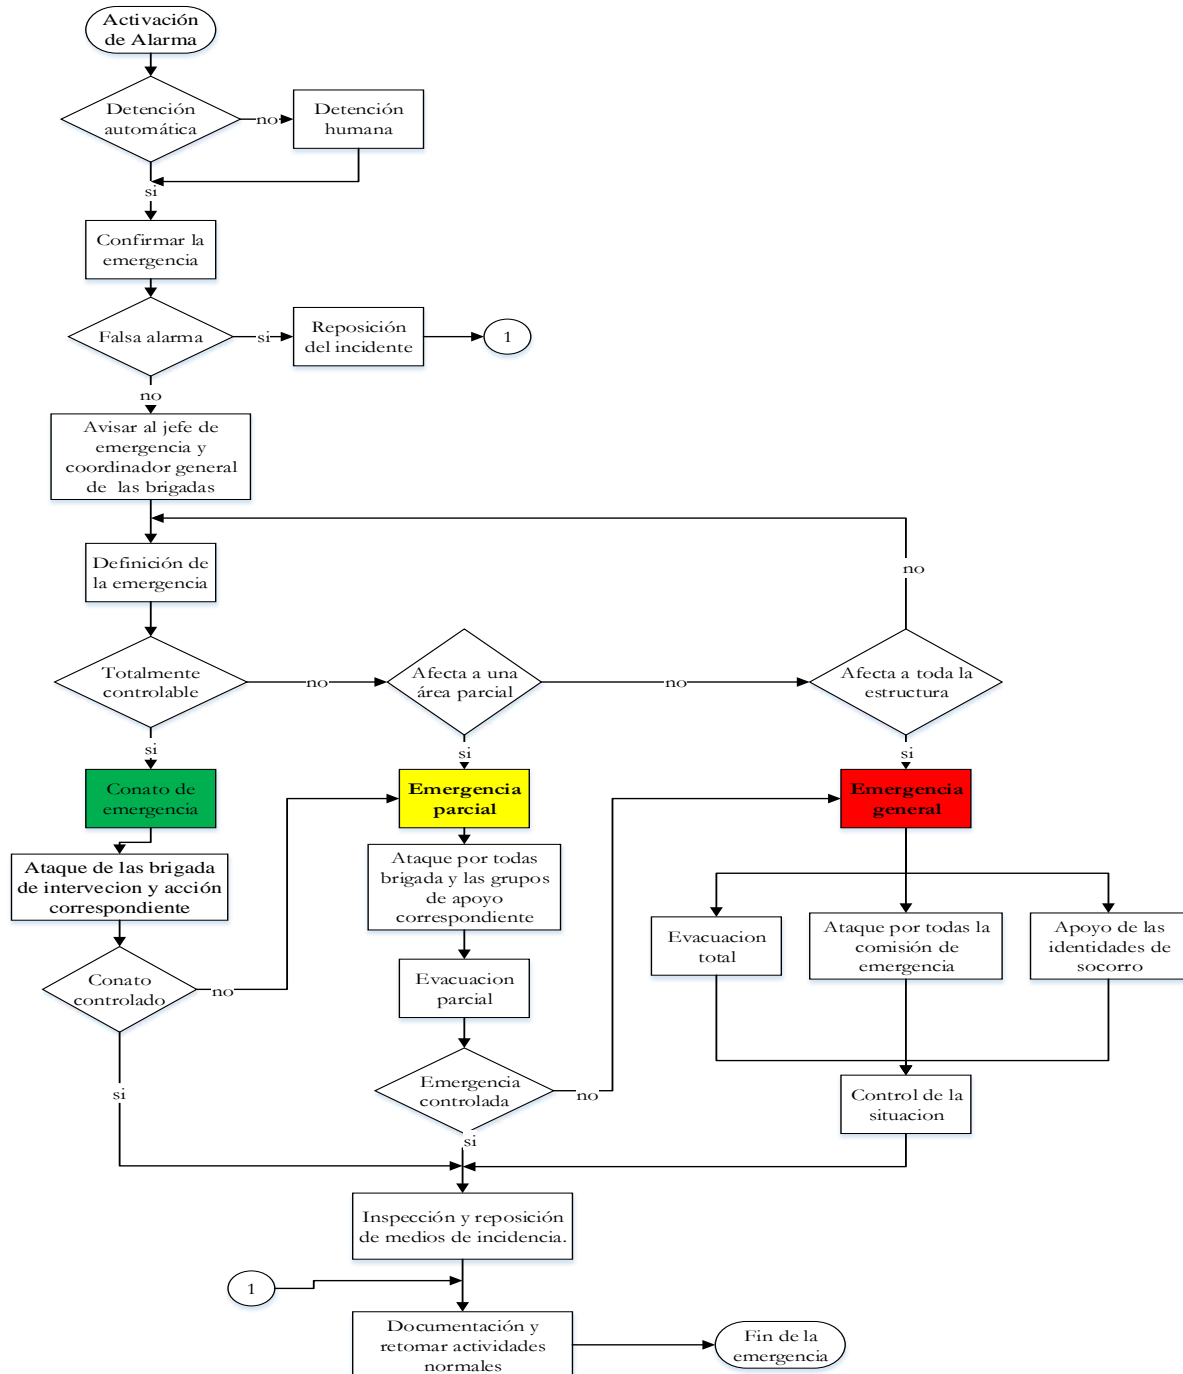 Activación
de Alarma
Detención
automática
no
Detención
humana
si
Confirmar la
emergencia
Falsa alarma
si
Reposición
del incidente
1
no
Avisar al jefe de
emergencia y
coordinador general
de las brigadas
Definición de
la emergencia
no
Totalmente
controlable
no
Afecta a una
área parcial
no
Afecta a toda la
estructura
si
si
si
Conato de
emergencia
Emergencia
parcial
Emergencia
general
Ataque de las brigada
de intervecion y acción
correspondiente
Ataque por todas
brigada y las grupos
de apoyo
correspondiente
Evacuacion
total
Ataque por todas la
comisión de
emergencia
Apoyo de las
identidades de
socorro
Conato
controlado
no
Evacuacion
parcial
si
Emergencia
controlada
no
Control de la
situacion
si
Inspección y reposición
de medios de incidencia.
1
Documentación y
retomar actividades
normales
Fin de la
emergencia